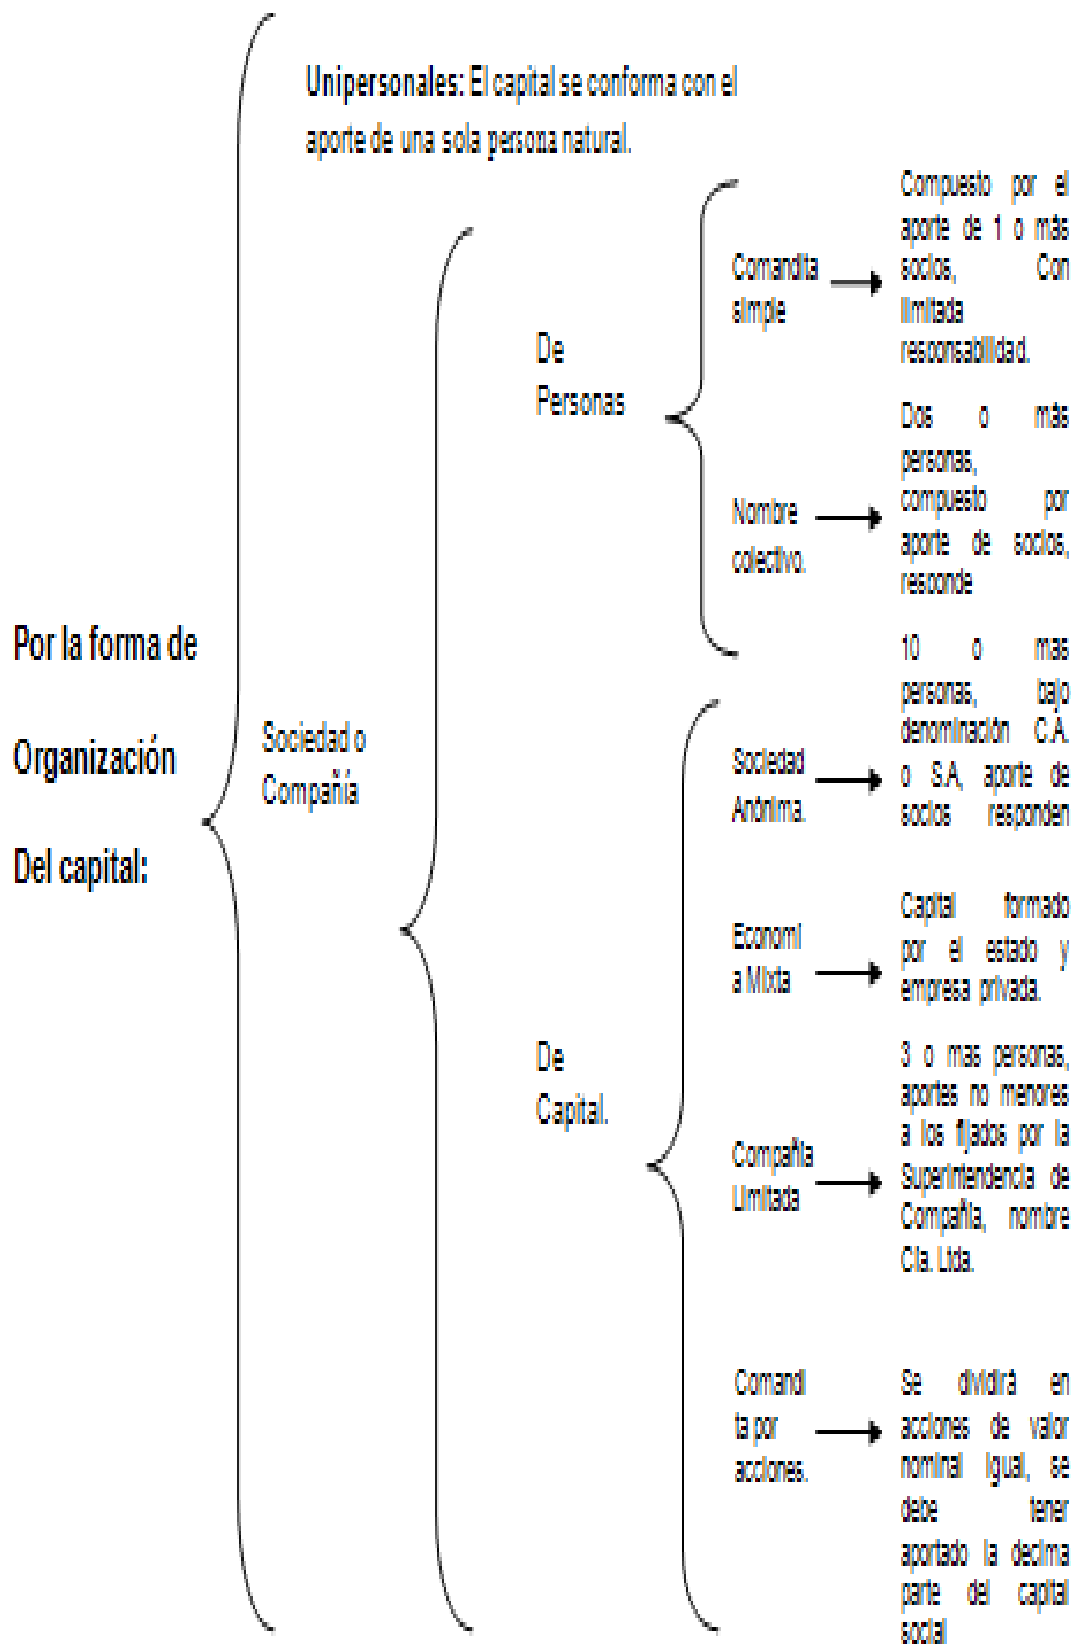 Unipersonales: El capital se conforma con el
aporte de una sola persona natural.
Por la forma de
Organización
Del capital:
Sociedad o
Compañía
De
Personas
Comandita
simple
Compuesto por el
aporte de 1 o más
socios, Con
limitada
responsabilidad.
Nombre
colectivo.
Dos o más
personas,
compuesto por
aporte de socios,
responde
De
Capital.
Sociedad
Anónima.
10 o mas
personas, bajo
denominación C.A.
o S.A, aporte de
socios responden
Economi
a Mixta
Capital formado
por el estado y
empresa privada.
Compañía
Limitada
3 o mas personas,
aportes no menores
a los fijados por la
Superintendencia de
Compañía, nombre
Cía. Ltda.
Comandi
ta por
acciones.
Se dividirá en
acciones de valor
nominal igual, se
debe tener
aportado la decima
parte del capital
social